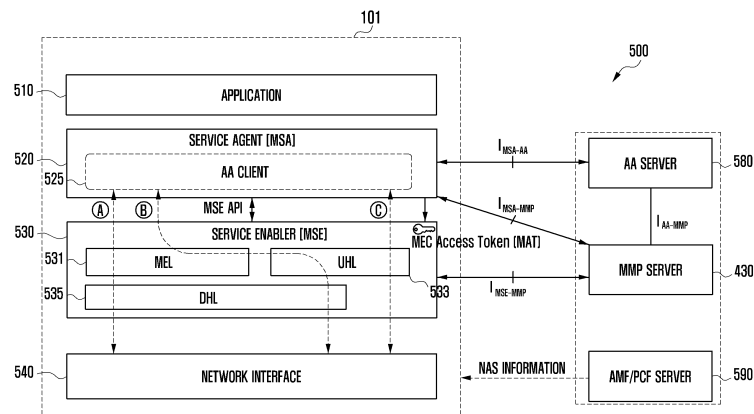 101
500
510
APPLICATION
SERVICE AGENT [MSA]
520
525
AA CLIENT
I MSA-AA
AA SERVER
580
A
B
MSE API
C
I MSA-MMP
I AA-MMP
530
SERVICE ENABLER [MSE]
MEC Access Token (MAT)
531
MEL
UHL
533
MMP SERVER
430
535
DHL
I MSE-MMP
540
NETWORK INTERFACE
NAS INFORMATION
AMF/PCF SERVER
590